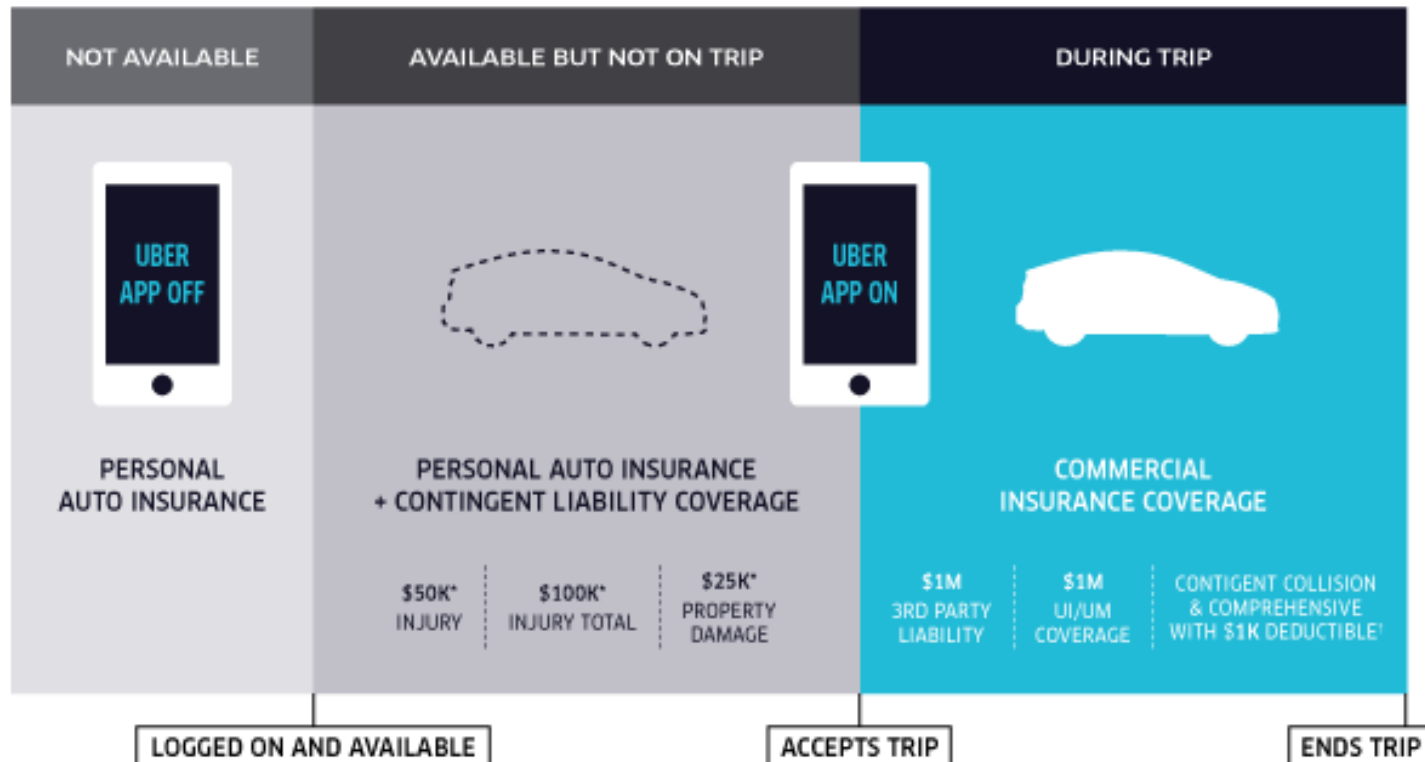 NOT AVAILABLE
AVAILABLE BUT NOT ON TRIP
DURING TRIP
UBER
APP OFF
UBER
APP ON
PERSONAL
AUTO INSURANCE
PERSONAL AUTO INSURANCE
+ CONTINGENT LIABILITY COVERAGE
COMMERCIAL
INSURANCE COVERAGE
$50K*
INJURY
$100K*
INJURY TOTAL
$25K*
PROPERTY
DAMAGE
$1M
3RD PARTY
LIABILITY
$1M
UI/UM
COVERAGE
CONTIGENT COLLISION
& COMPREHENSIVE
WITH $1K DEDUCTIBLE†
LOGGED ON AND AVAILABLE
ACCEPTS TRIP
ENDS TRIP